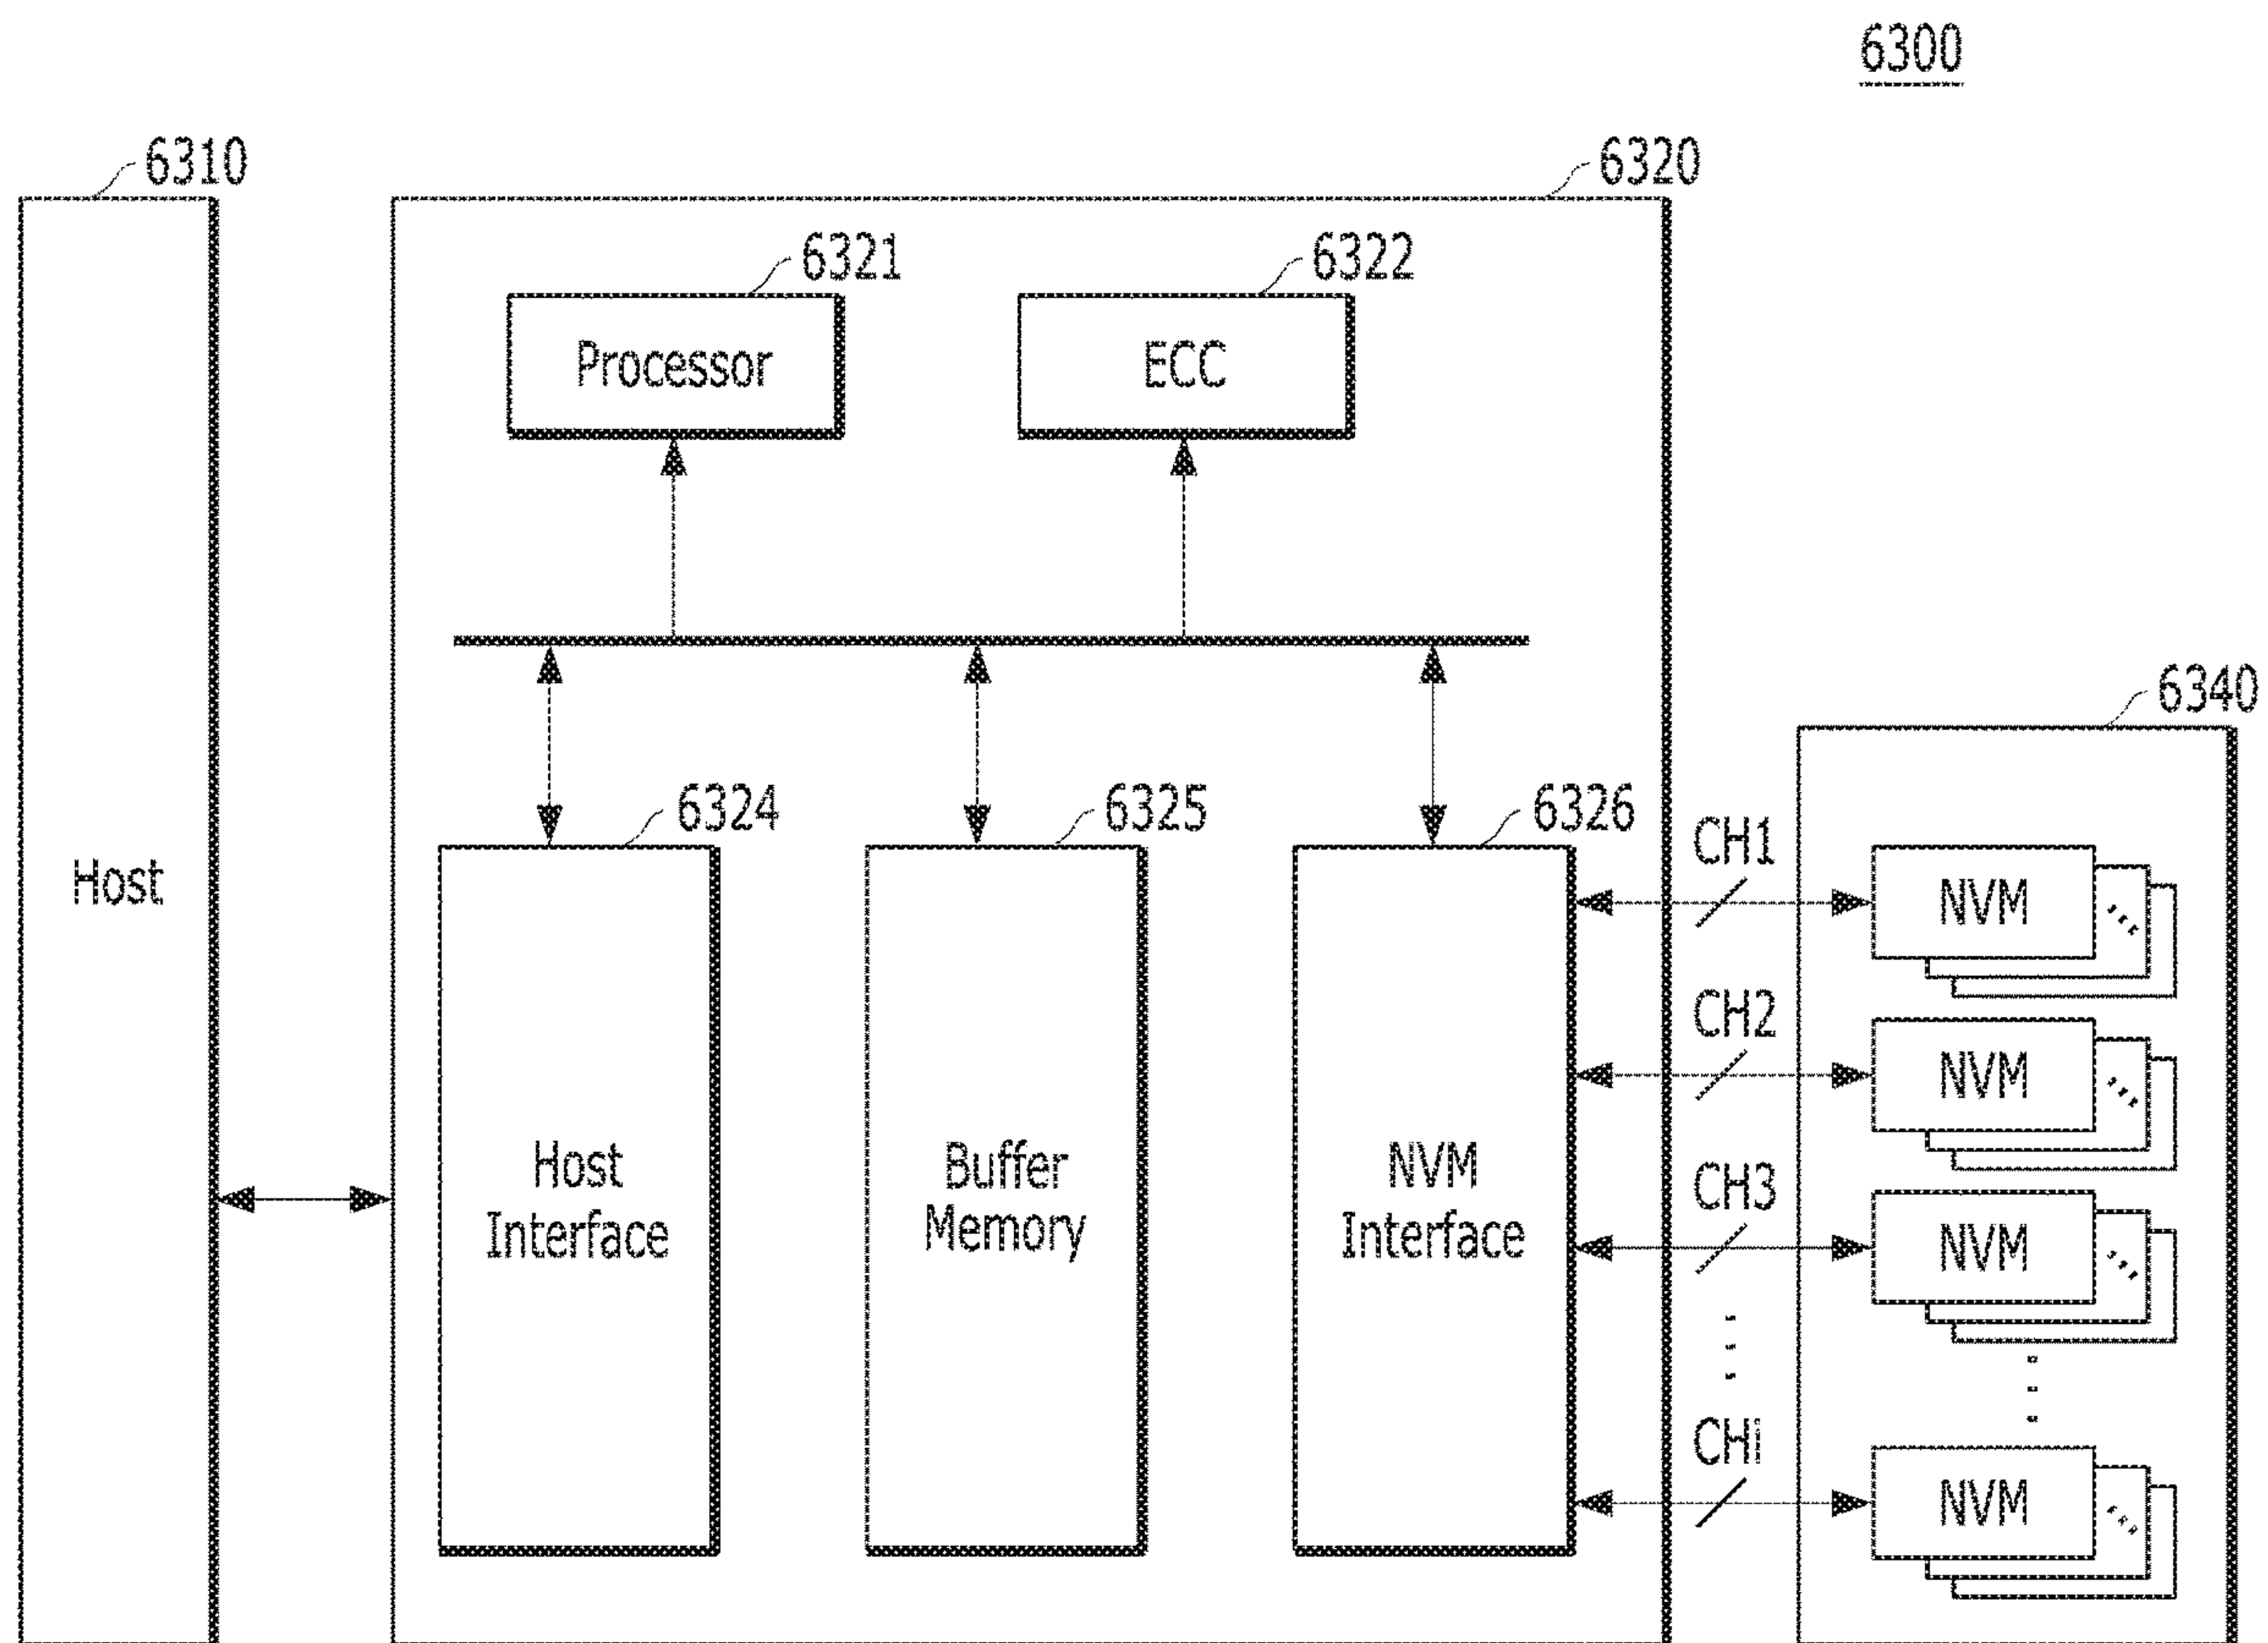 6300
6310
6320
6321
6322
Processor
ECC
6340
6324
6325
6326
CH1
Host
NVM
CH2
NVM
Host
Interface
Buffer
Memory
NVM
Interface
CH3
NVM
CHi
NVM